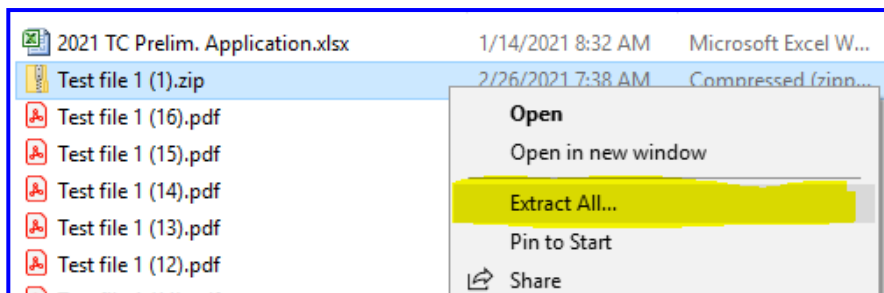 2021 TC Prelim. Application.xlsx 1/14/2021 8:32 AM Microsoft Excel W...
Test file 1 (1).zip 2/26/2021 7:38 AM Compressed (zipp...
Test file 1 (16).pdf Open
Test file 1 (15).pdf Open in new window
Test file 1 (14).pdf Extract All...
Test file 1 (13).pdf Pin to Start
Test file 1 (12).pdf Share